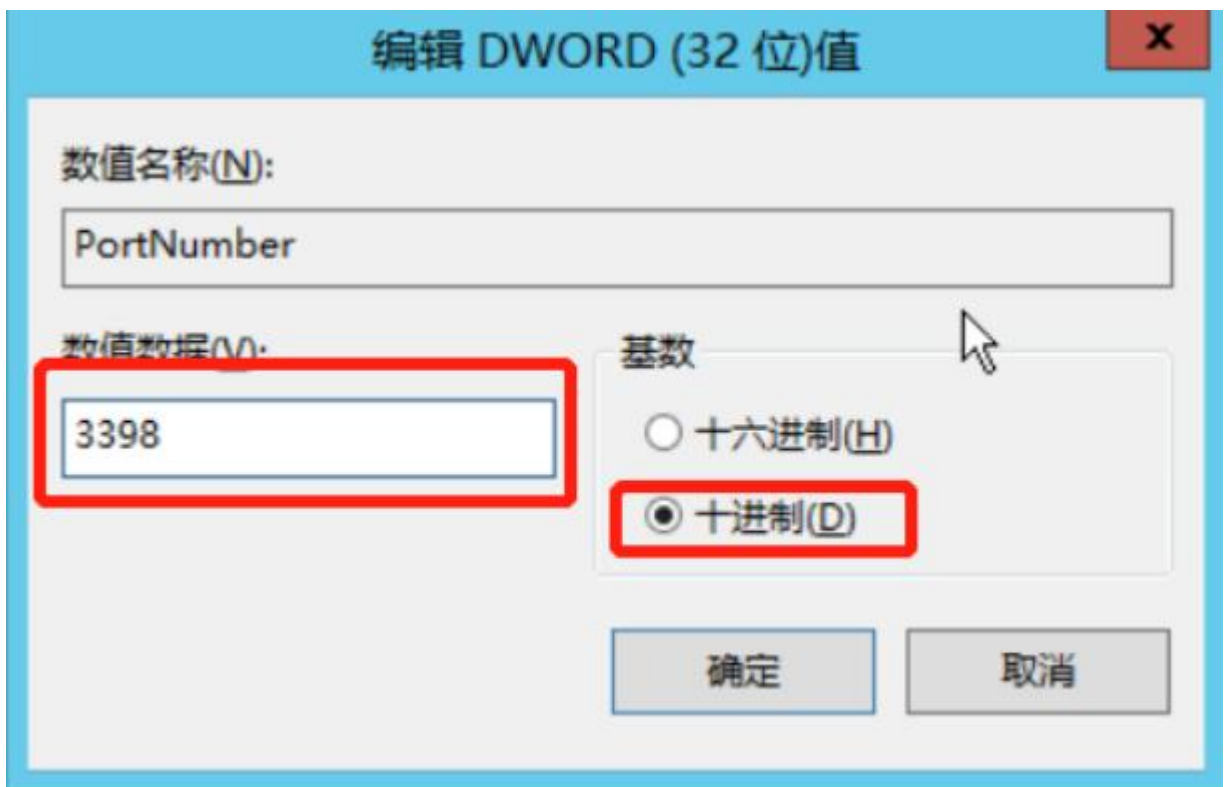 编辑 DWORD (32 位)值
x
数值名称(N):
PortNumber
数值数据(V):
3398
基数
十六进制(H)
十进制(D)
确定
取消